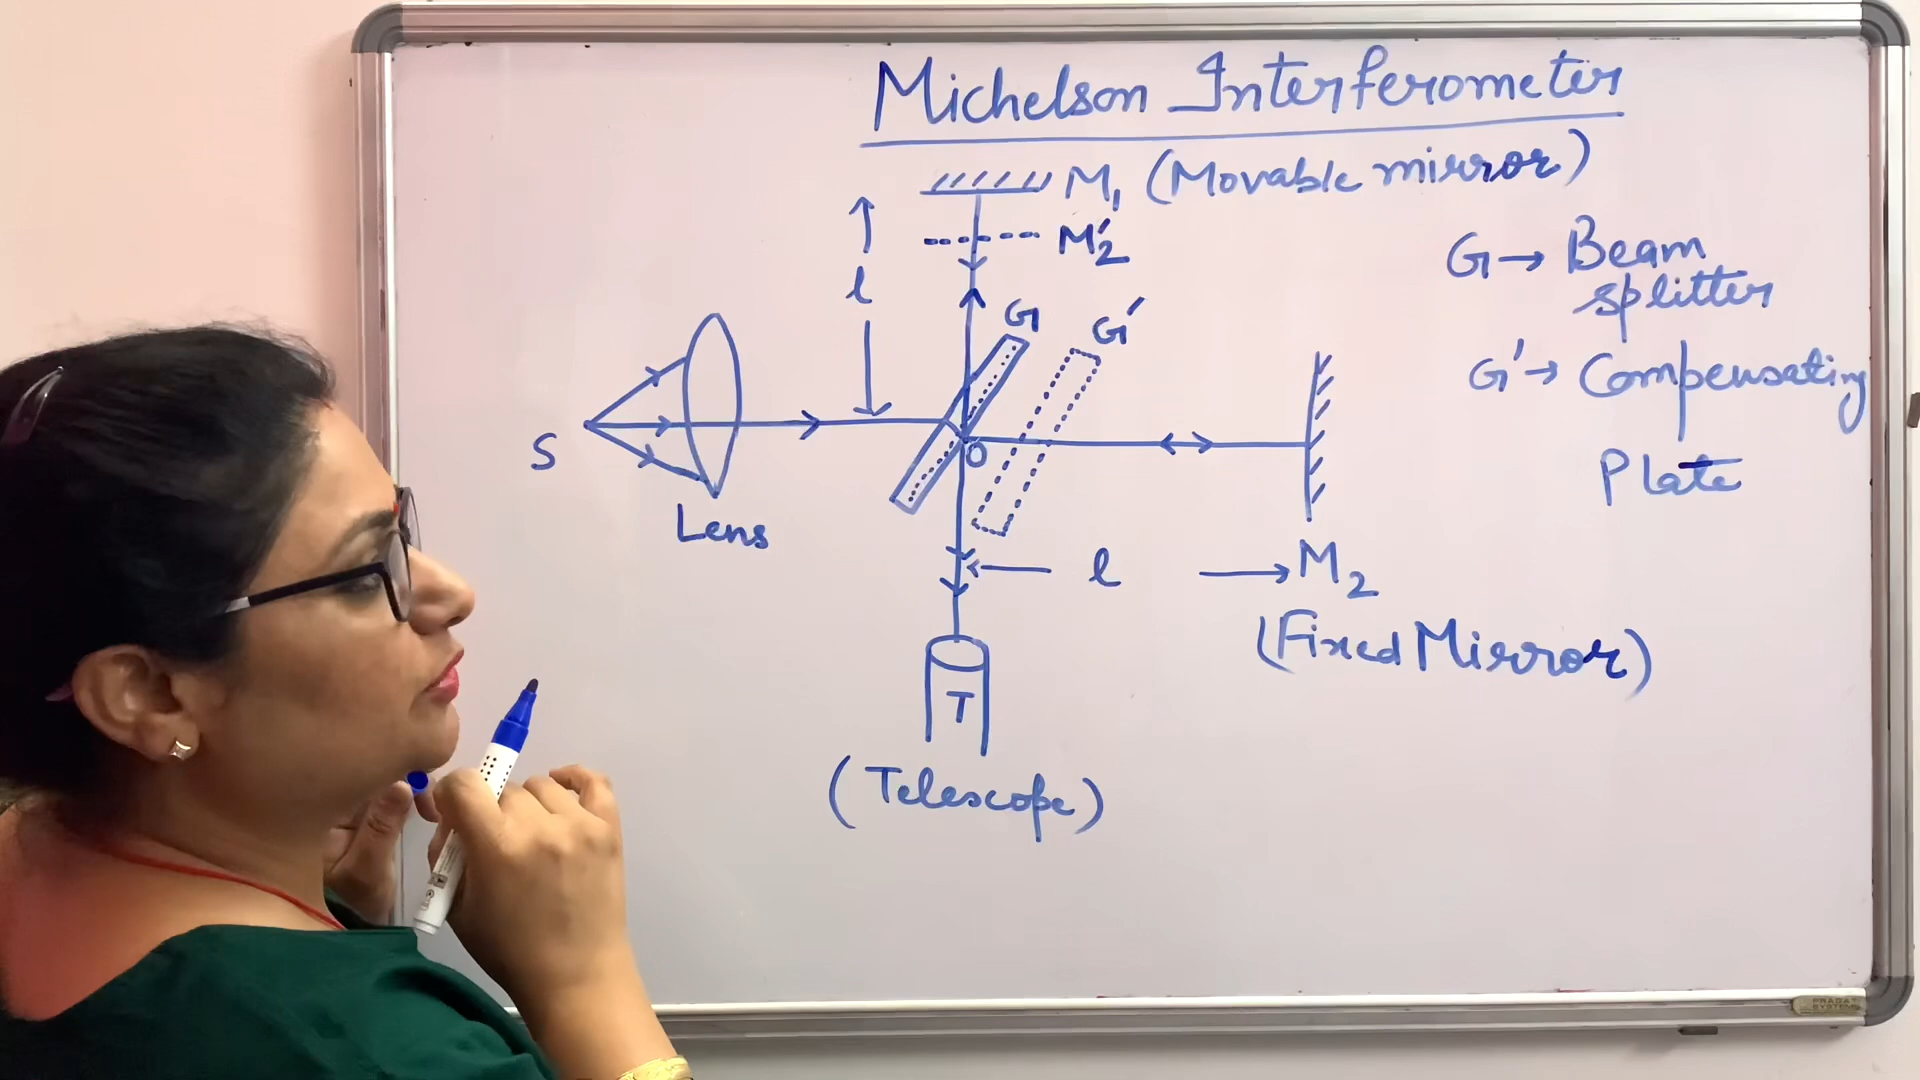 Michelson Interferometer
M₁ (Movable mirror)
M₂′
l
G
G′
G → Beam
splitter
G′ → Compensating
Plate
S
O
Lens
l
M₂
(Fixed Mirror)
T
(Telescope)